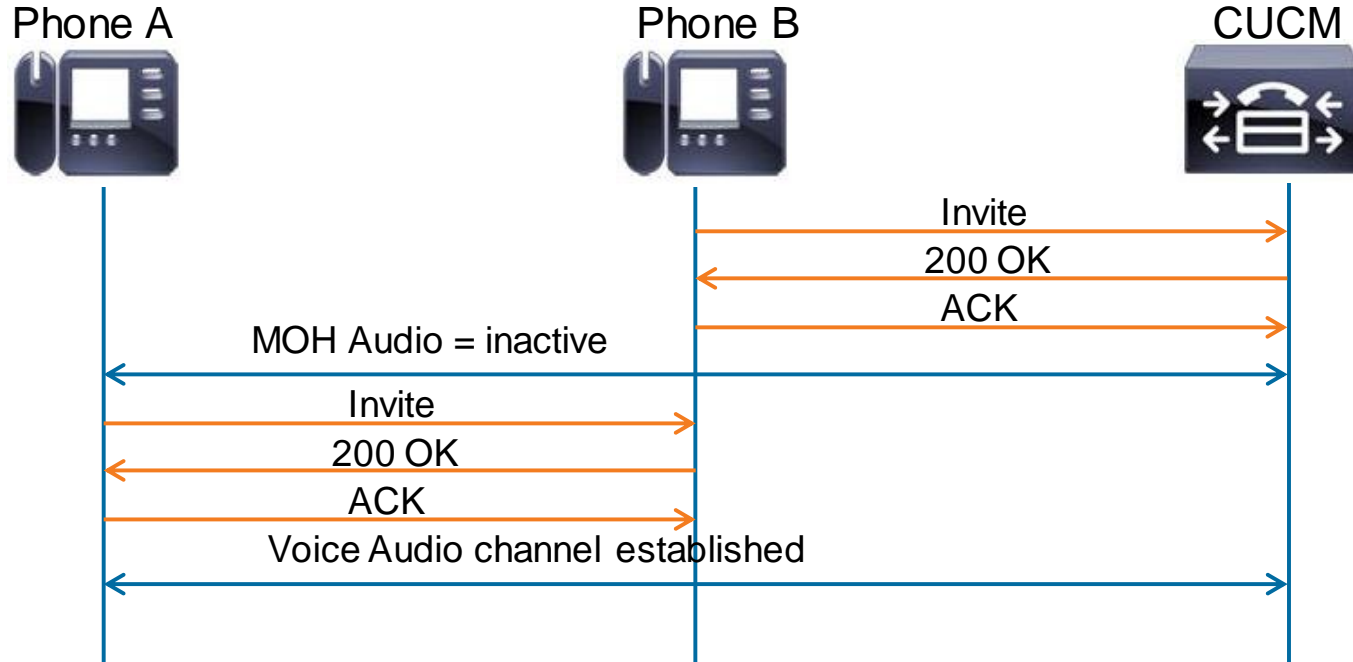 Phone A
Phone B
CUCM
Invite
200 OK
ACK
MOH Audio = inactive
Invite
200 OK
ACK
Voice Audio channel established